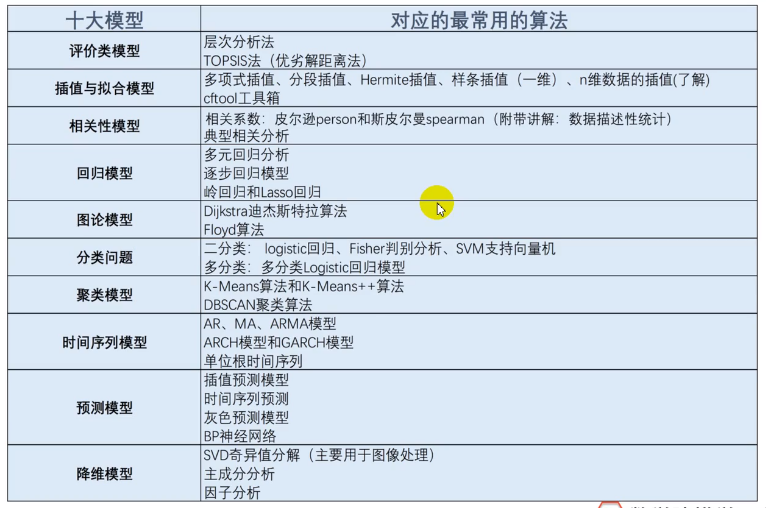 十大模型
对应的最常用的算法
评价类模型
层次分析法
TOPSIS法（优劣解距离法）
插值与拟合模型
多项式插值、分段插值、Hermite插值、样条插值（一维）、n维数据的插值(了解)
cftool工具箱
相关性模型
相关系数：皮尔逊person和斯皮尔曼spearman（附带讲解：数据描述性统计）
典型相关分析
回归模型
多元回归分析
逐步回归模型
岭回归和Lasso回归
图论模型
Dijkstra迪杰斯特拉算法
Floyd算法
分类问题
二分类： logistic回归、Fisher判别分析、SVM支持向量机
多分类：多分类Logistic回归模型
聚类模型
K-Means算法和K-Means++算法
DBSCAN聚类算法
时间序列模型
AR、MA、ARMA模型
ARCH模型和GARCH模型
单位根时间序列
预测模型
插值预测模型
时间序列预测
灰色预测模型
BP神经网络
降维模型
SVD奇异值分解（主要用于图像处理）
主成分分析
因子分析